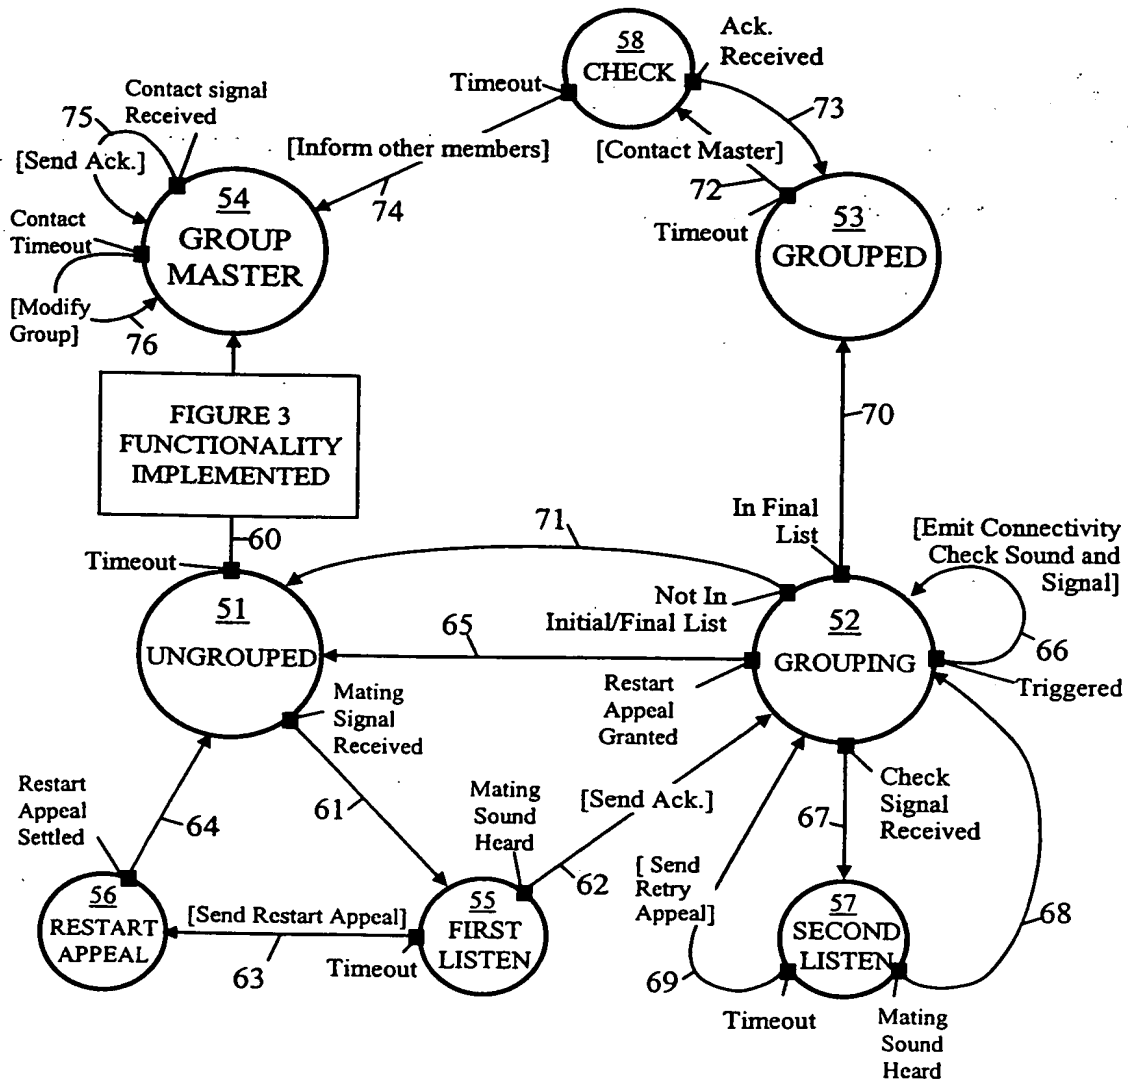 58
CHECK
Ack.
Received
Timeout
73
Contact signal
Received
75
[Send Ack.]
[Inform other members]
[Contact Master]
72
74
54
GROUP
MASTER
Contact
Timeout
[Modify
Group]
76
Timeout
53
GROUPED
FIGURE 3
FUNCTIONALITY
IMPLEMENTED
70
60
Timeout
71
In Final
List
[Emit Connectivity
Check Sound and
Signal]
51
UNGROUPED
Not In
Initial/Final List
52
GROUPING
65
66
Triggered
Restart
Appeal
Granted
Mating
Signal
Received
Restart
Appeal
Settled
64
61
Mating
Sound
Heard
[Send Ack.]
62
Check
Signal
Received
67
[ Send
Retry
Appeal]
68
69
56
RESTART
APPEAL
[Send Restart Appeal]
63
Timeout
55
FIRST
LISTEN
57
SECOND
LISTEN
Timeout
Mating
Sound
Heard